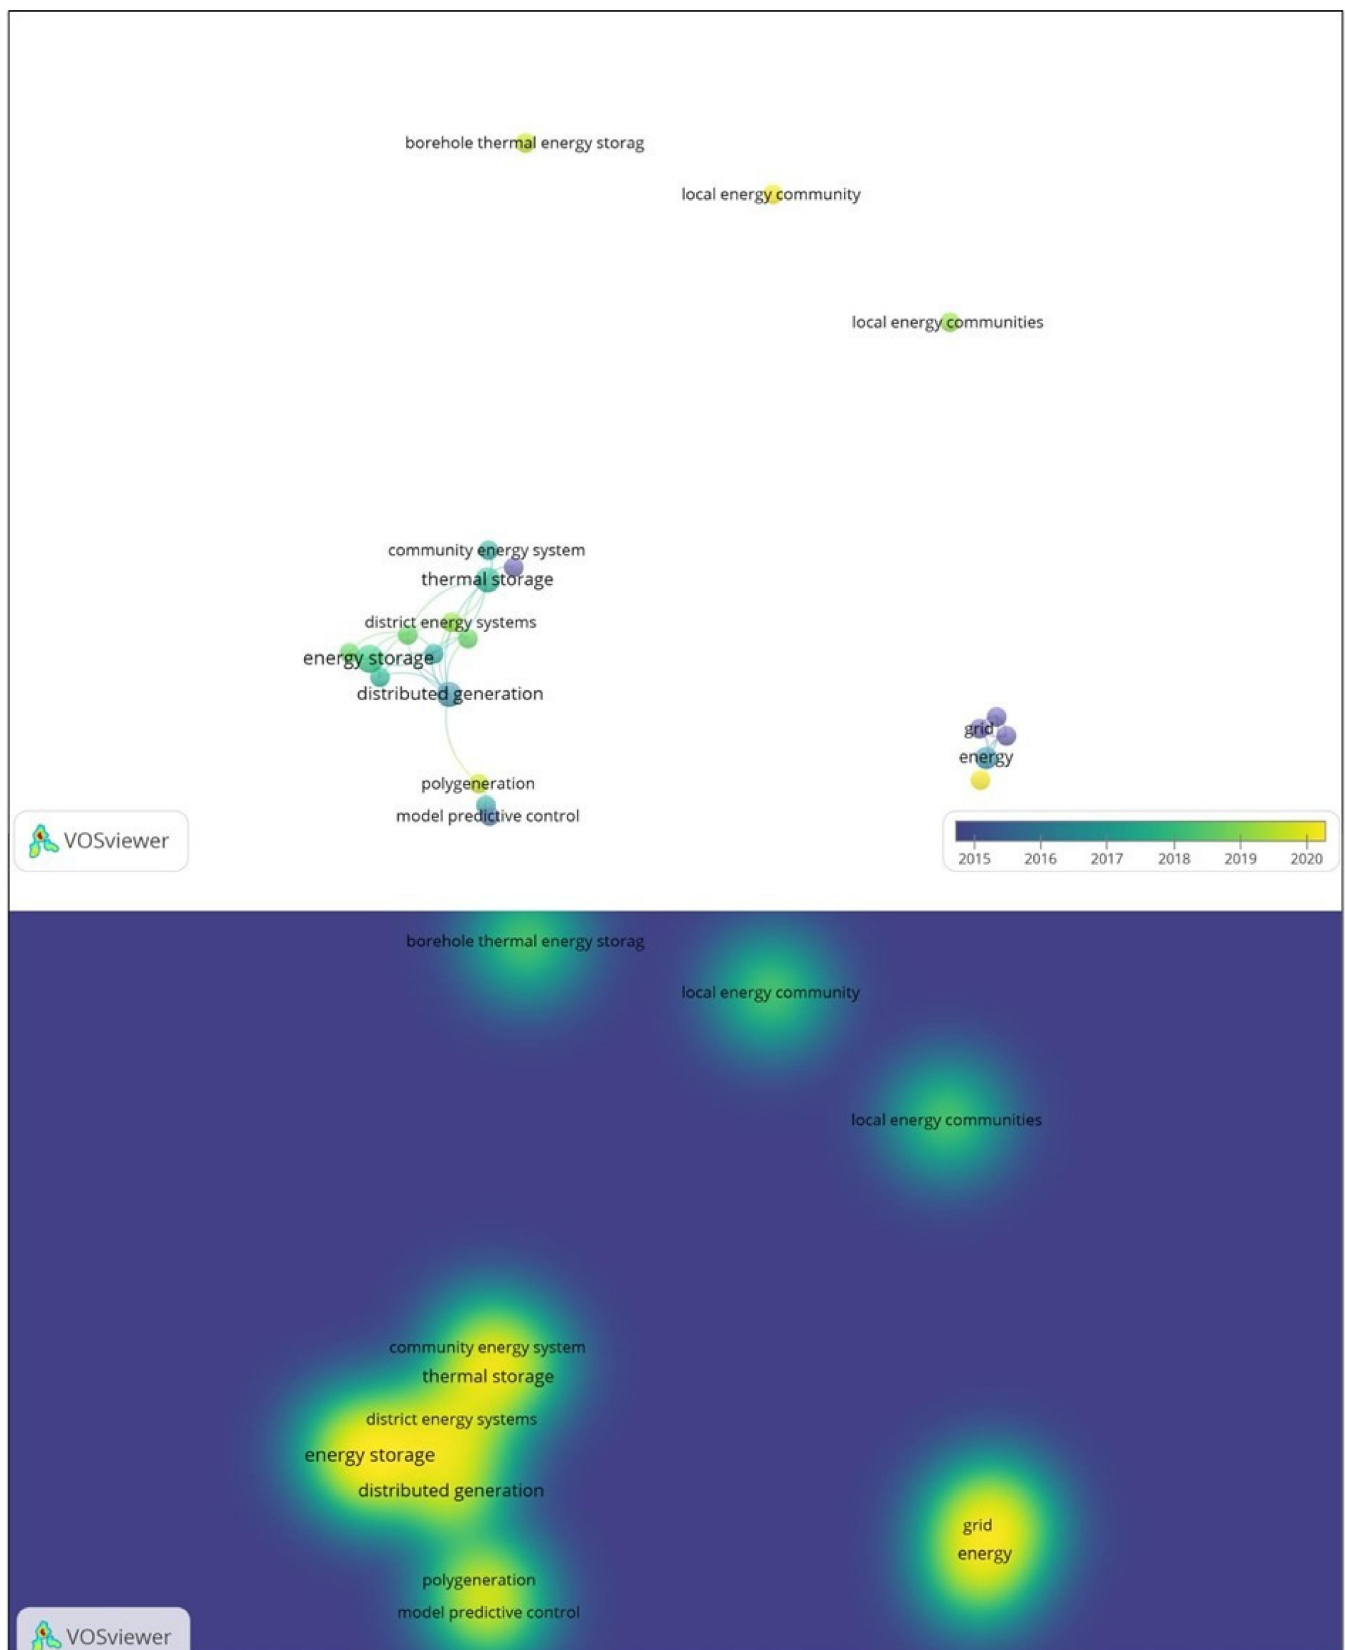 borehole thermal energy storag
local energy community
local energy communities
community energy system
thermal storage
district energy systems
energy storage
distributed generation
grid
energy
polygeneration
model predictive control
VOSviewer
2015 2016 2017 2018 2019 2020
borehole thermal energy storag
local energy community
local energy communities
community energy system
thermal storage
district energy systems
energy storage
distributed generation
grid
energy
polygeneration
model predictive control
VOSviewer